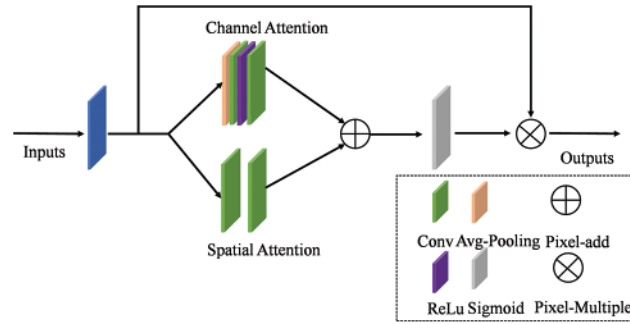 Channel Attention
Inputs
Outputs
Spatial Attention
Conv Avg-Pooling Pixel-add
ReLu Sigmoid Pixel-Multiple